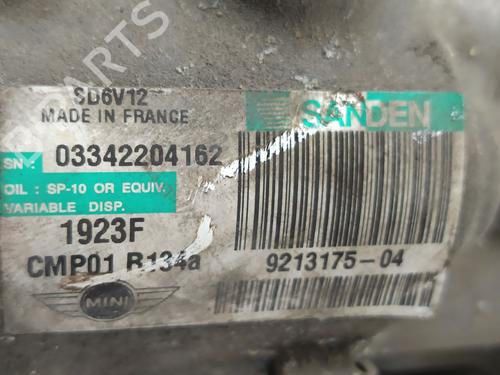 SD6V12
MADE IN FRANCE
SANDEN
SN : 03342204162
OIL : SP-10 OR EQUIV.
VARIABLE DISP.
1923F
CMP01 R134a
9213175-04
MINI
B-PARTS